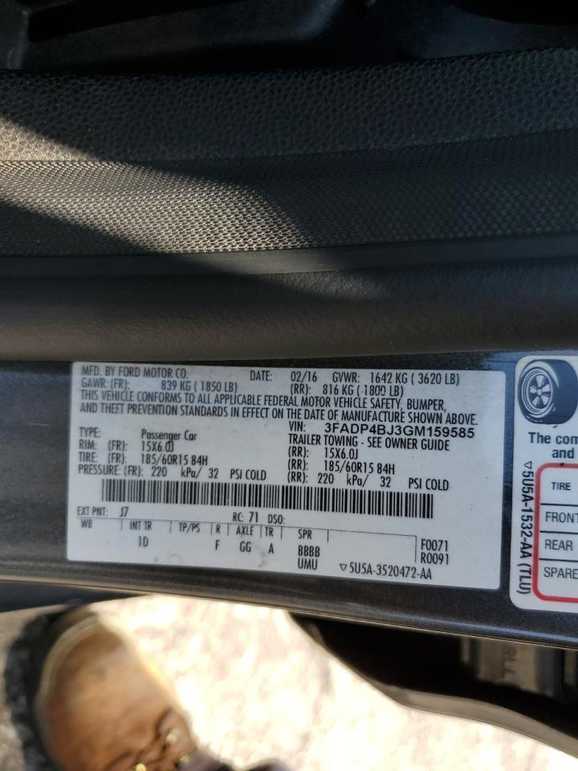 MFD. BY FORD MOTOR CO. DATE: 02/16 GVWR: 1642 KG ( 3620 LB)
GAWR: (FR): 839 KG ( 1850 LB) (RR): 816 KG ( 1800 LB)
THIS VEHICLE CONFORMS TO ALL APPLICABLE FEDERAL MOTOR VEHICLE SAFETY, BUMPER,
AND THEFT PREVENTION STANDARDS IN EFFECT ON THE DATE OF MANUFACTURE SHOWN ABOVE.
VIN: 3FADP4BJ3GM159585
TYPE: Passenger Car TRAILER TOWING - SEE OWNER GUIDE
RIM: (FR): 15X6.0J (RR): 15X6.0J
TIRE: (FR): 185/60R15 84H (RR): 185/60R15 84H
PRESSURE: (FR): 220 kPa/ 32 PSI COLD (RR): 220 kPa/ 32 PSI COLD
EXT PNT: J7 RC: 71 DSO:
WB INT TR TP/PS R AXLE TR SPR F0071
ID F GG A BBBB R0091
UMU ▽5U5A-3520472-AA
The com
▽5U5A-1532-AA (TLU)
TIRE
FRONT
REAR
SPARE